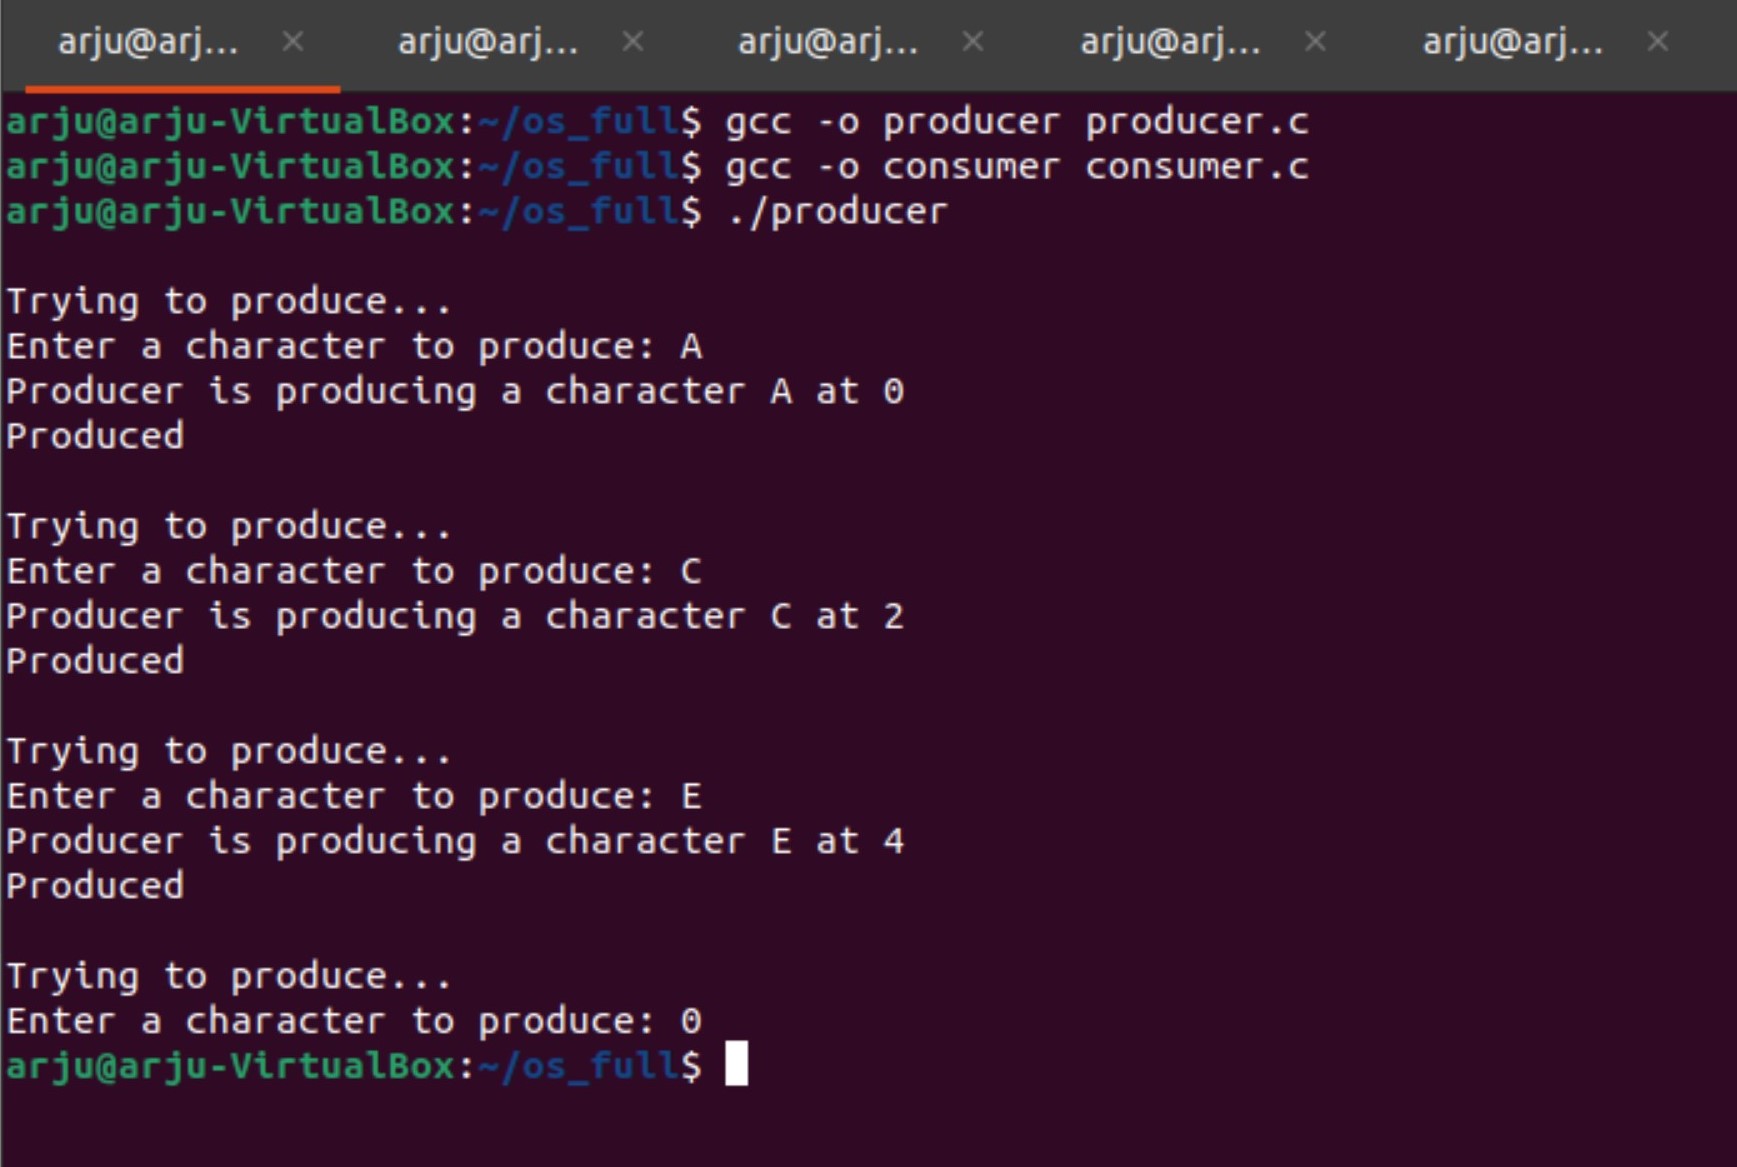 arju@arj... × arju@arj... × arju@arj... × arju@arj... × arju@arj... ×
arju@arju-VirtualBox:~/os_full$ gcc -o producer producer.c
arju@arju-VirtualBox:~/os_full$ gcc -o consumer consumer.c
arju@arju-VirtualBox:~/os_full$ ./producer
Trying to produce...
Enter a character to produce: A
Producer is producing a character A at 0
Produced
Trying to produce...
Enter a character to produce: C
Producer is producing a character C at 2
Produced
Trying to produce...
Enter a character to produce: E
Producer is producing a character E at 4
Produced
Trying to produce...
Enter a character to produce: 0
arju@arju-VirtualBox:~/os_full$